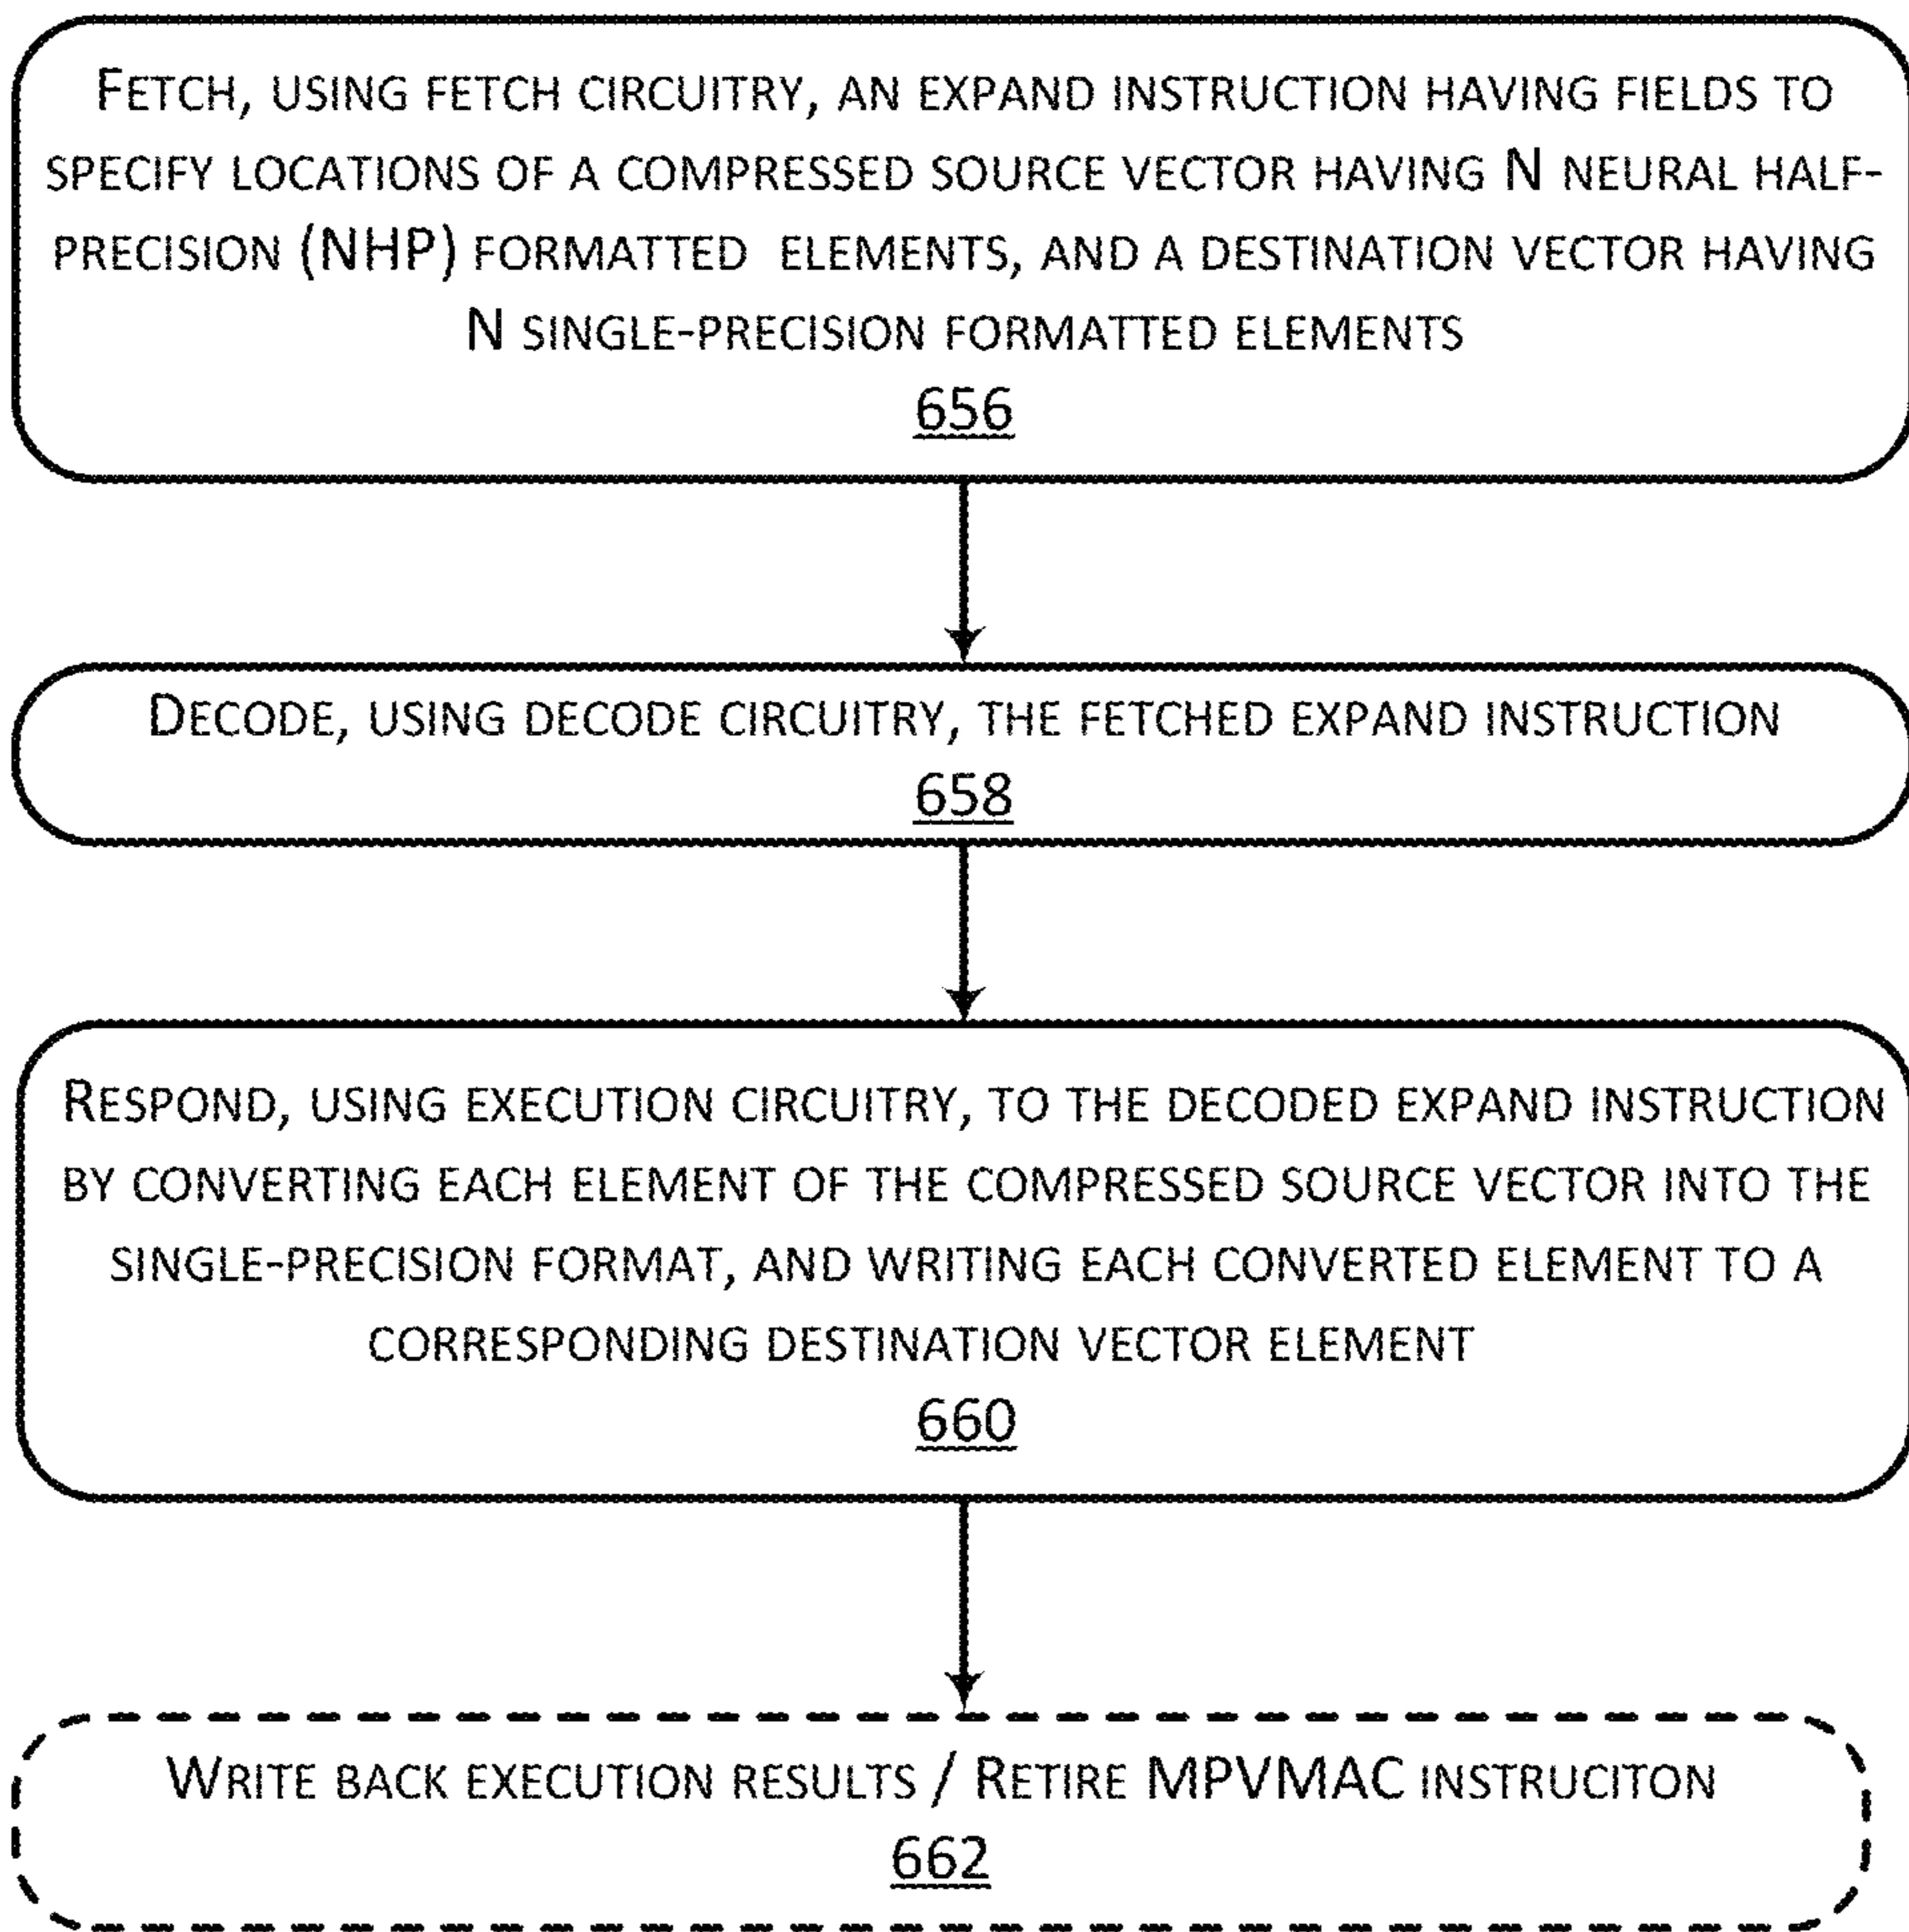 FETCH, USING FETCH CIRCUITRY, AN EXPAND INSTRUCTION HAVING FIELDS TO
SPECIFY LOCATIONS OF A COMPRESSED SOURCE VECTOR HAVING N NEURAL HALF-
PRECISION (NHP) FORMATTED ELEMENTS, AND A DESTINATION VECTOR HAVING
N SINGLE-PRECISION FORMATTED ELEMENTS
656
DECODE, USING DECODE CIRCUITRY, THE FETCHED EXPAND INSTRUCTION
658
RESPOND, USING EXECUTION CIRCUITRY, TO THE DECODED EXPAND INSTRUCTION
BY CONVERTING EACH ELEMENT OF THE COMPRESSED SOURCE VECTOR INTO THE
SINGLE-PRECISION FORMAT, AND WRITING EACH CONVERTED ELEMENT TO A
CORRESPONDING DESTINATION VECTOR ELEMENT
660
WRITE BACK EXECUTION RESULTS / RETIRE MPVMAC INSTRUCITON
662